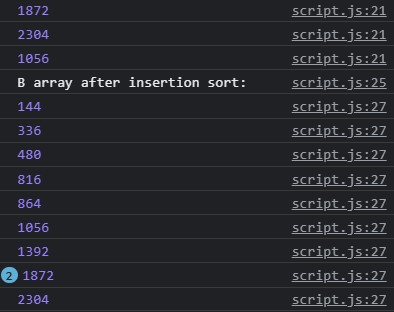 1872 script.js:21
2304 script.js:21
1056 script.js:21
B array after insertion sort: script.js:25
144 script.js:27
336 script.js:27
480 script.js:27
816 script.js:27
864 script.js:27
1056 script.js:27
1392 script.js:27
2 1872 script.js:27
2304 script.js:27